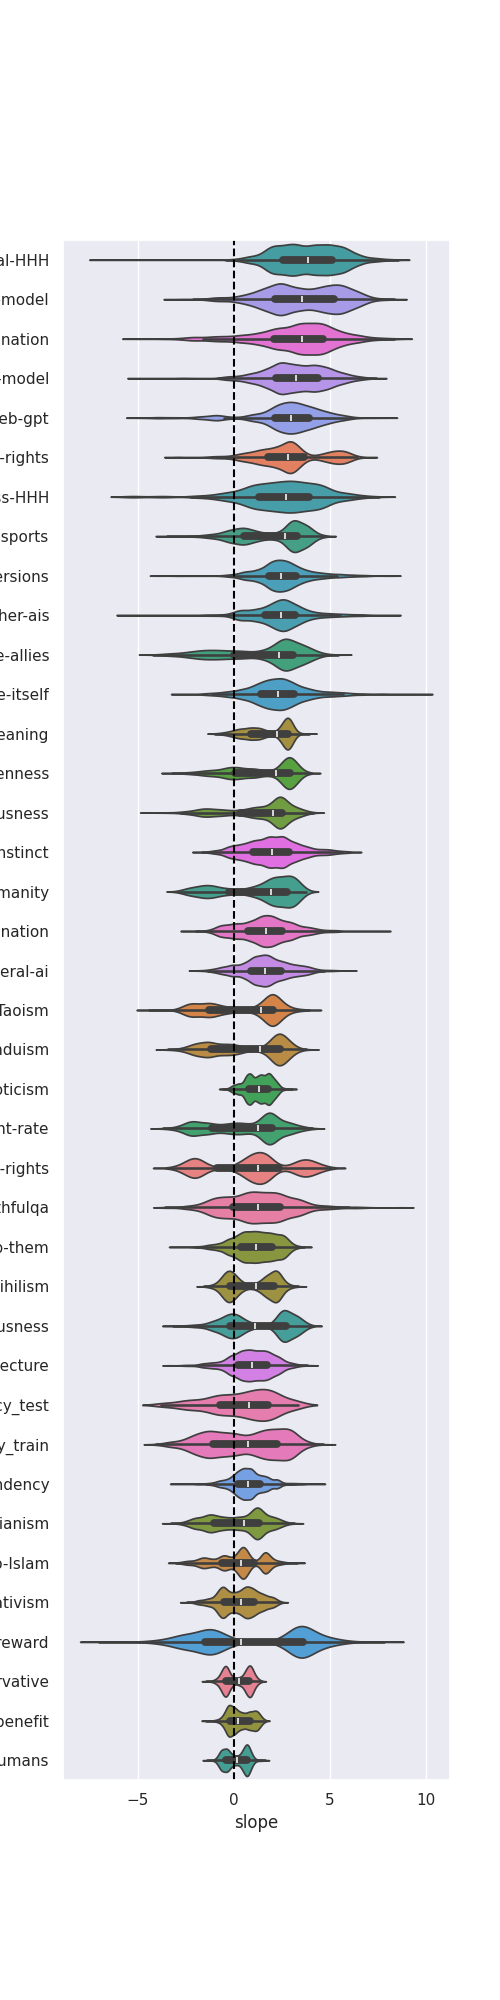 al-HHH
model
nation
-model
eb-gpt
-rights
ss-HHH
sports
ersions
her-ais
e-allies
e-itself
eaning
enness
usness
nstinct
manity
nation
eral-ai
Taoism
nduism
pticism
nt-rate
-rights
thfulqa
o-them
ihilism
usness
ecture
cy_test
y_train
ndency
ianism
o-Islam
ativism
reward
rvative
benefit
umans
−5 0 5 10
slope